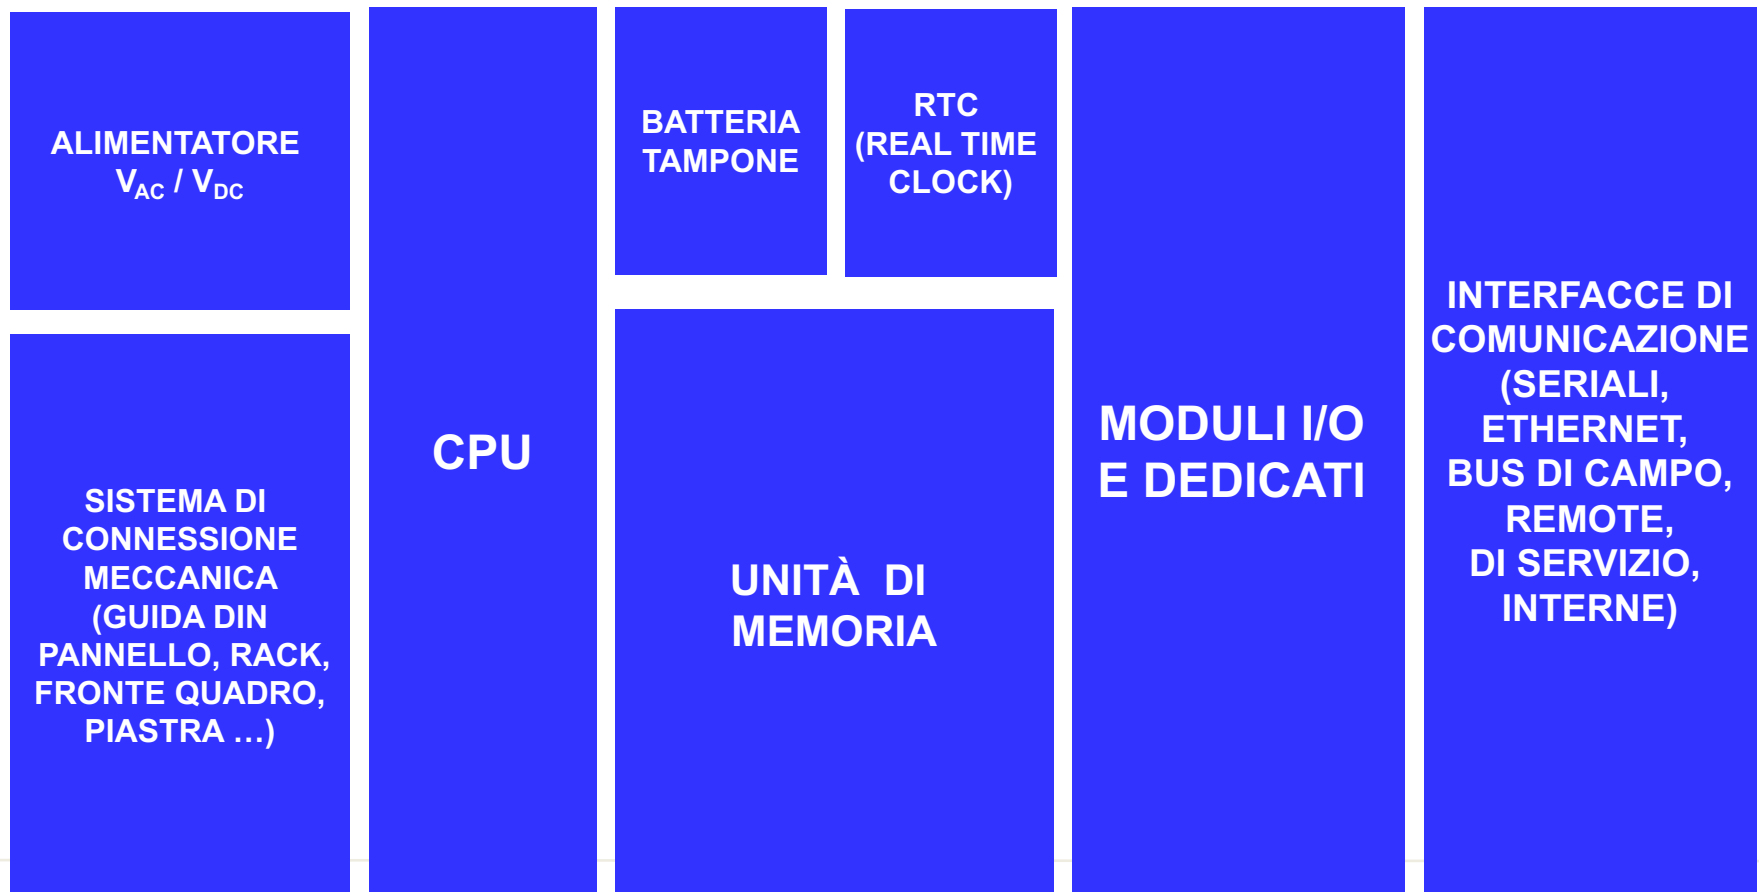 ALIMENTATORE
VAC / VDC
SISTEMA DI
CONNESSIONE
MECCANICA
(GUIDA DIN
PANNELLO, RACK,
FRONTE QUADRO,
PIASTRA ...)
CPU
BATTERIA
TAMPONE
RTC
(REAL TIME
CLOCK)
UNITÀ DI
MEMORIA
MODULI I/O
E DEDICATI
INTERFACCE DI
COMUNICAZIONE
(SERIALI,
ETHERNET,
BUS DI CAMPO,
REMOTE,
DI SERVIZIO,
INTERNE)